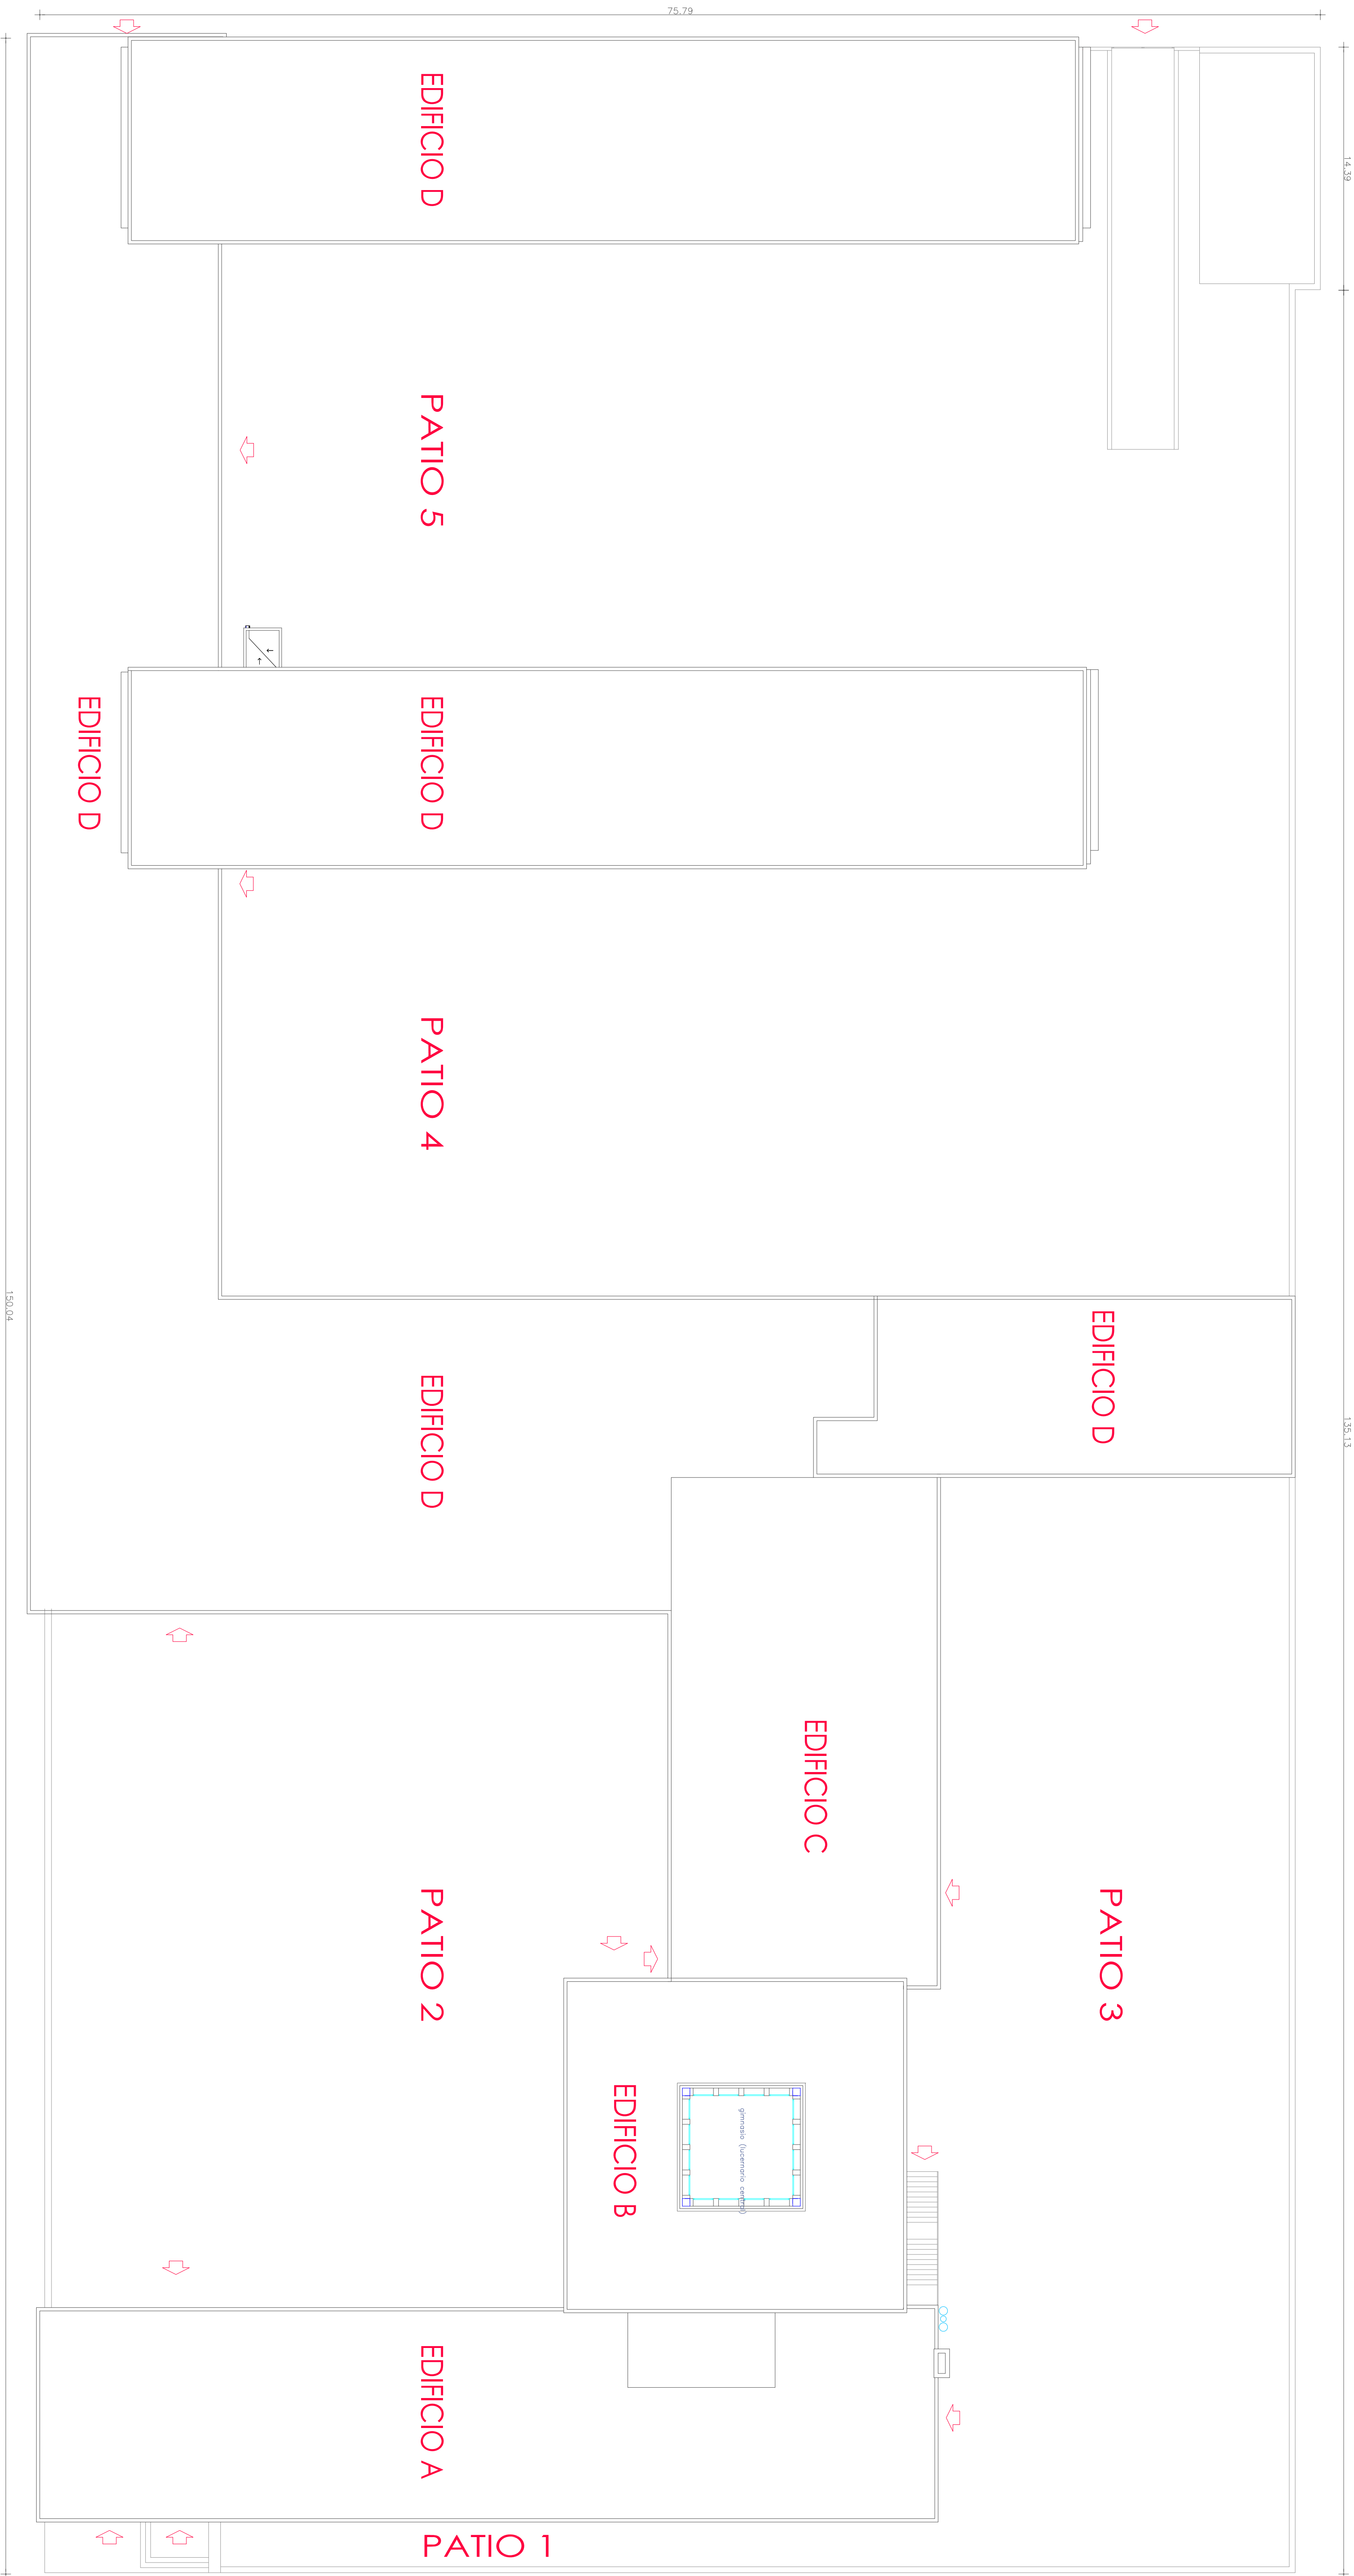 75.79
14.39
EDIFICIO D
PATIO 5
EDIFICIO D
EDIFICIO D
PATIO 4
150.04
EDIFICIO D
EDIFICIO D
135.13
EDIFICIO C
PATIO 2
PATIO 3
EDIFICIO B
gimnasio (lucernario central)
EDIFICIO A
PATIO 1